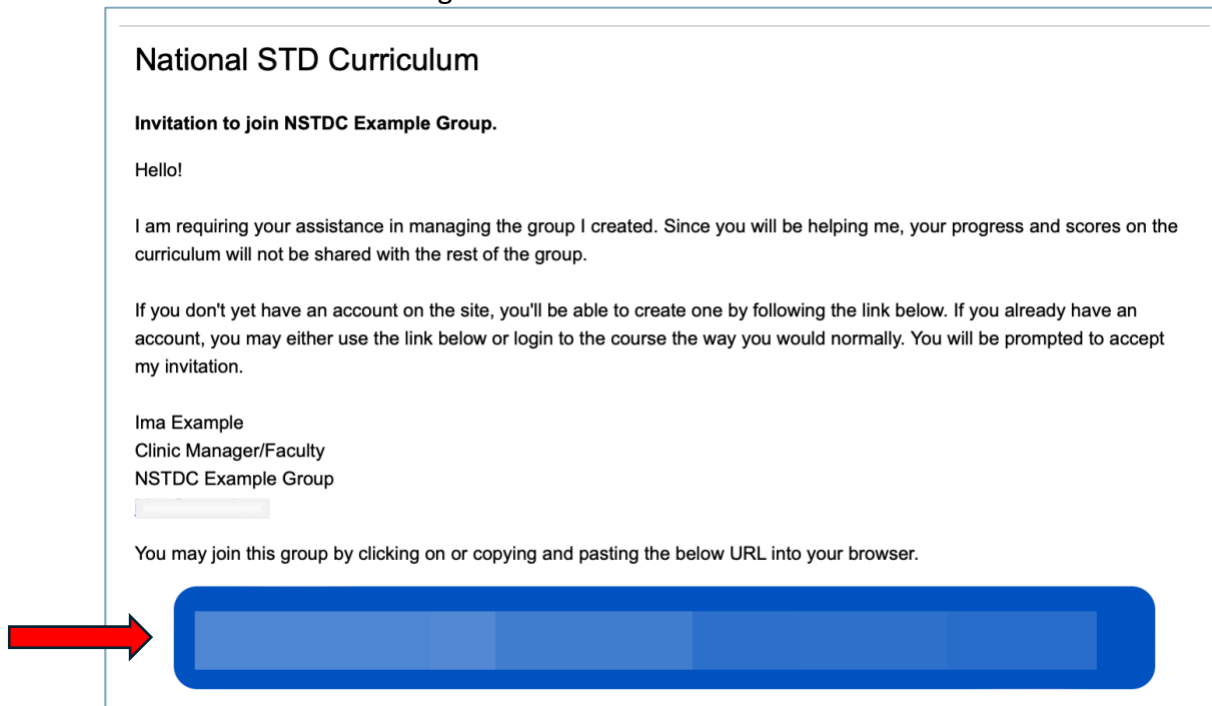 National STD Curriculum
Invitation to join NSTDC Example Group.
Hello!
I am requiring your assistance in managing the group I created. Since you will be helping me, your progress and scores on the
curriculum will not be shared with the rest of the group.
If you don't yet have an account on the site, you'll be able to create one by following the link below. If you already have an
account, you may either use the link below or login to the course the way you would normally. You will be prompted to accept
my invitation.
Ima Example
Clinic Manager/Faculty
NSTDC Example Group
You may join this group by clicking on or copying and pasting the below URL into your browser.